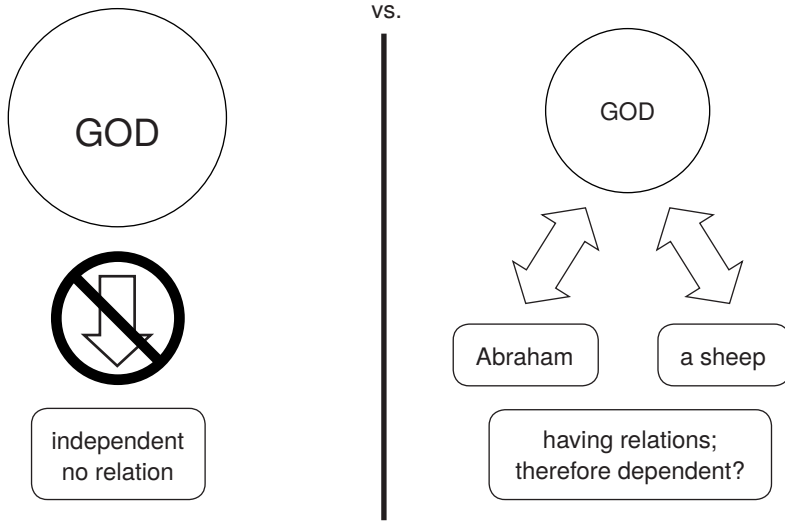 vs.
GOD
independent
no relation
GOD
Abraham
a sheep
having relations;
therefore dependent?